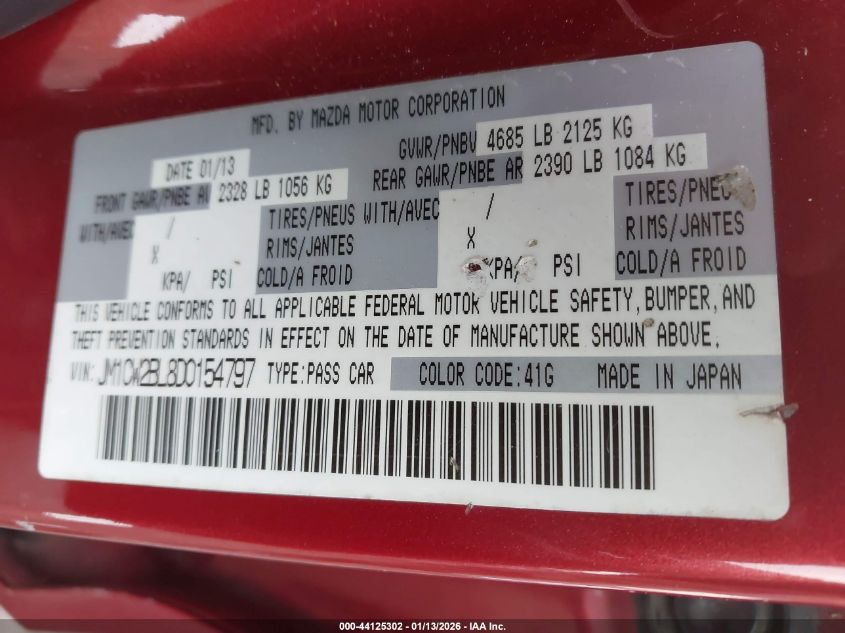 MFD. BY MAZDA MOTOR CORPORATION
DATE 01/13 GVWR/PNBV 4685 LB 2125 KG
FRONT GAWR/PNBE AV 2328 LB 1056 KG REAR GAWR/PNBE AR 2390 LB 1084 KG
WITH/AVEC / TIRES/PNEUS WITH/AVEC / TIRES/PNEU
X RIMS/JANTES X RIMS/JANTES
KPA/ PSI COLD/A FROID KPA/ PSI COLD/A FROID
THIS VEHICLE CONFORMS TO ALL APPLICABLE FEDERAL MOTOR VEHICLE SAFETY, BUMPER, AND
THEFT PREVENTION STANDARDS IN EFFECT ON THE DATE OF MANUFACTURE SHOWN ABOVE.
VIN: JM1CW2BL8D0154797 TYPE: PASS CAR COLOR CODE: 41G MADE IN JAPAN
000-44125302 - 01/13/2026 - IAA Inc.